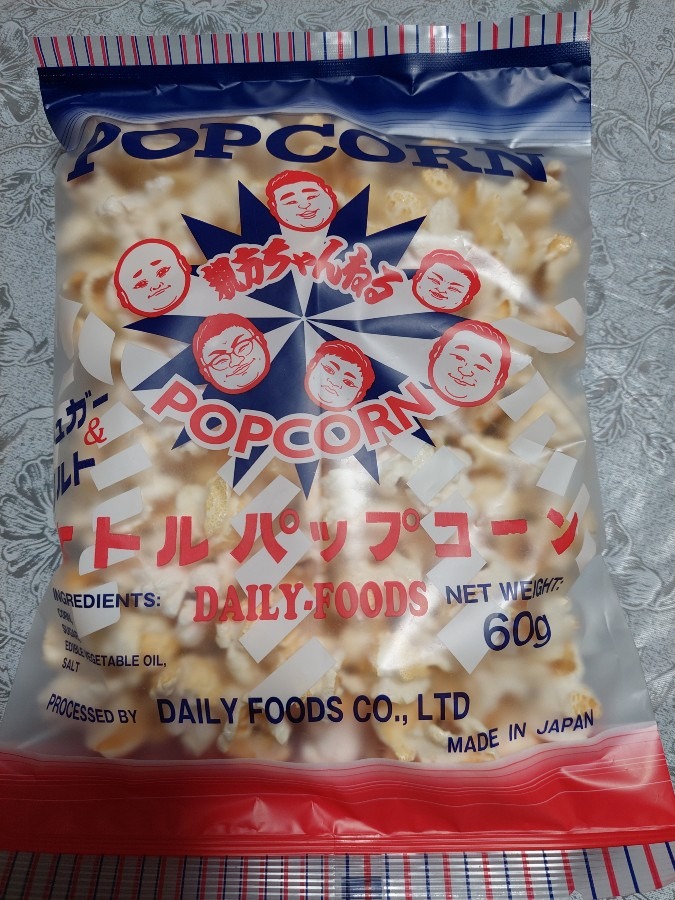 POPCORN
親方ちゃんねる
POPCORN
ュガー
&
ルト
トルパップコーン
INGREDIENTS:
CORN,
SUGAR,
EDIBLE VEGETABLE OIL,
SALT
DAILY-FOODS
NET WEIGHT:
60g
PROCESSED BY DAILY FOODS CO., LTD
MADE IN JAPAN